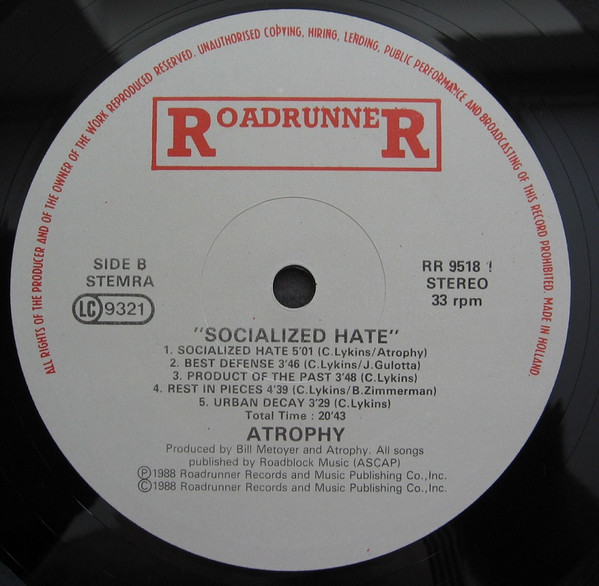 ALL RIGHTS OF THE PRODUCER AND OF THE OWNER OF THE WORK REPRODUCED RESERVED. UNAUTHORISED COPYING, HIRING, LENDING, PUBLIC PERFORMANCE AND BROADCASTING OF THIS RECORD PROHIBITED. MADE IN HOLLAND.
ROADRUNNER
SIDE B
STEMRA
LC 9321
RR 9518 1
STEREO
33 rpm
"SOCIALIZED HATE"
1. SOCIALIZED HATE 5'01 (C.Lykins/Atrophy)
2. BEST DEFENSE 3'46 (C.Lykins/J.Gulotta)
3. PRODUCT OF THE PAST 3'48 (C.Lykins)
4. REST IN PIECES 4'39 (C.Lykins/B.Zimmerman)
5. URBAN DECAY 3'29 (C.Lykins)
Total Time : 20'43
ATROPHY
Produced by Bill Metoyer and Atrophy. All songs
published by Roadblock Music (ASCAP)
Ⓟ1988 Roadrunner Records and Music Publishing Co.,Inc.
©1988 Roadrunner Records and Music Publishing Co.,Inc.